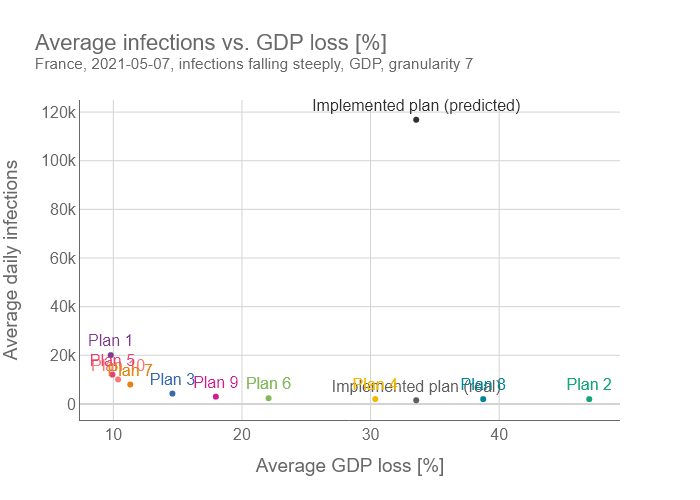 Average infections vs. GDP loss [%]
France, 2021-05-07, infections falling steeply, GDP, granularity 7
Average daily infections
120k
100k
80k
60k
40k
20k
0
Implemented plan (predicted)
Plan 1
Plan 5
Plan 10
Plan 7
Plan 3
Plan 9
Plan 6
Plan 4
Implemented plan (real)
Plan 8
Plan 2
10
20
30
40
Average GDP loss [%]